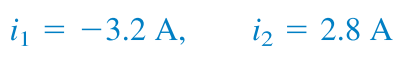 i₁ = −3.2 A, i₂ = 2.8 A